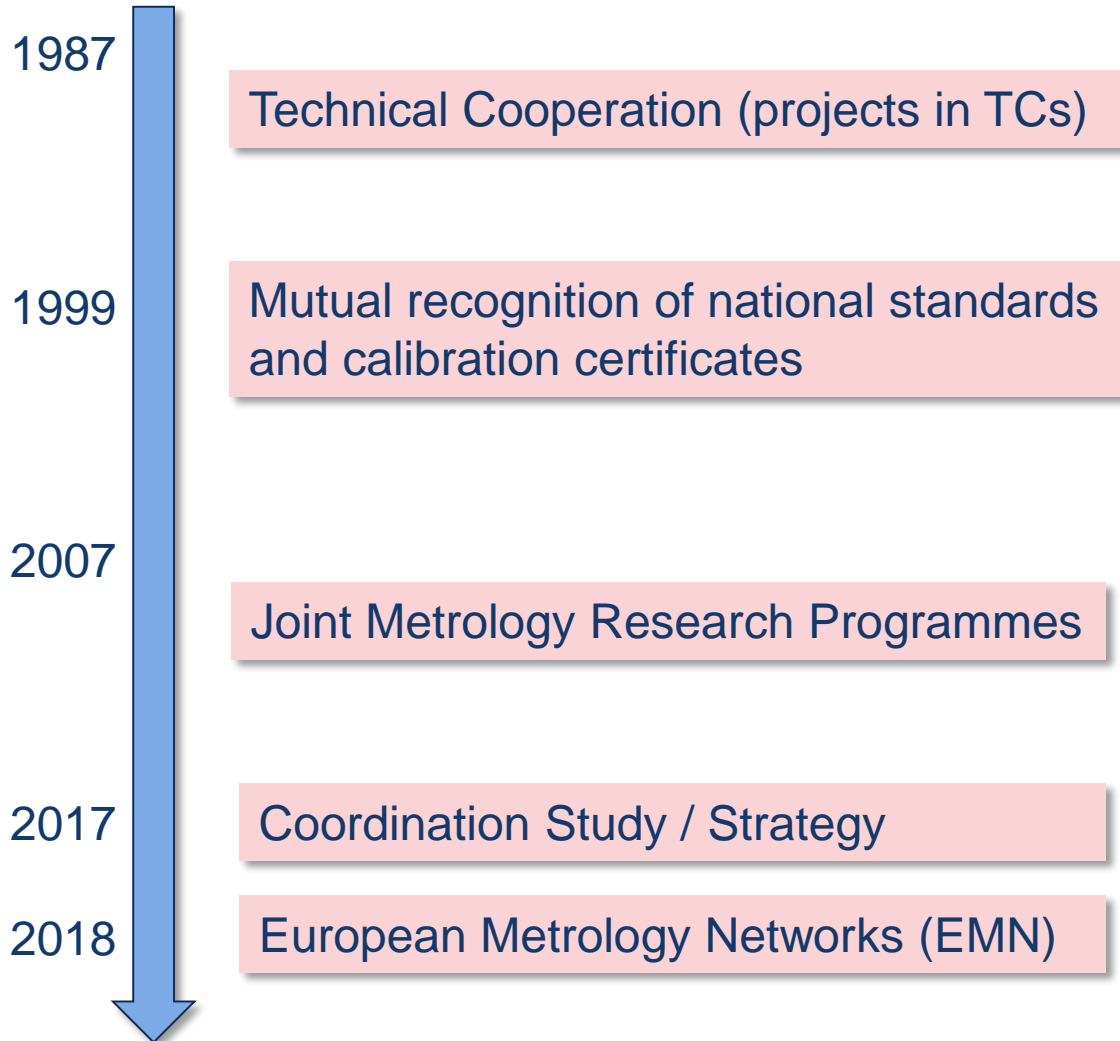 1987
Technical Cooperation (projects in TCs)
1999
Mutual recognition of national standards
and calibration certificates
2007
Joint Metrology Research Programmes
2017
Coordination Study / Strategy
2018
European Metrology Networks (EMN)